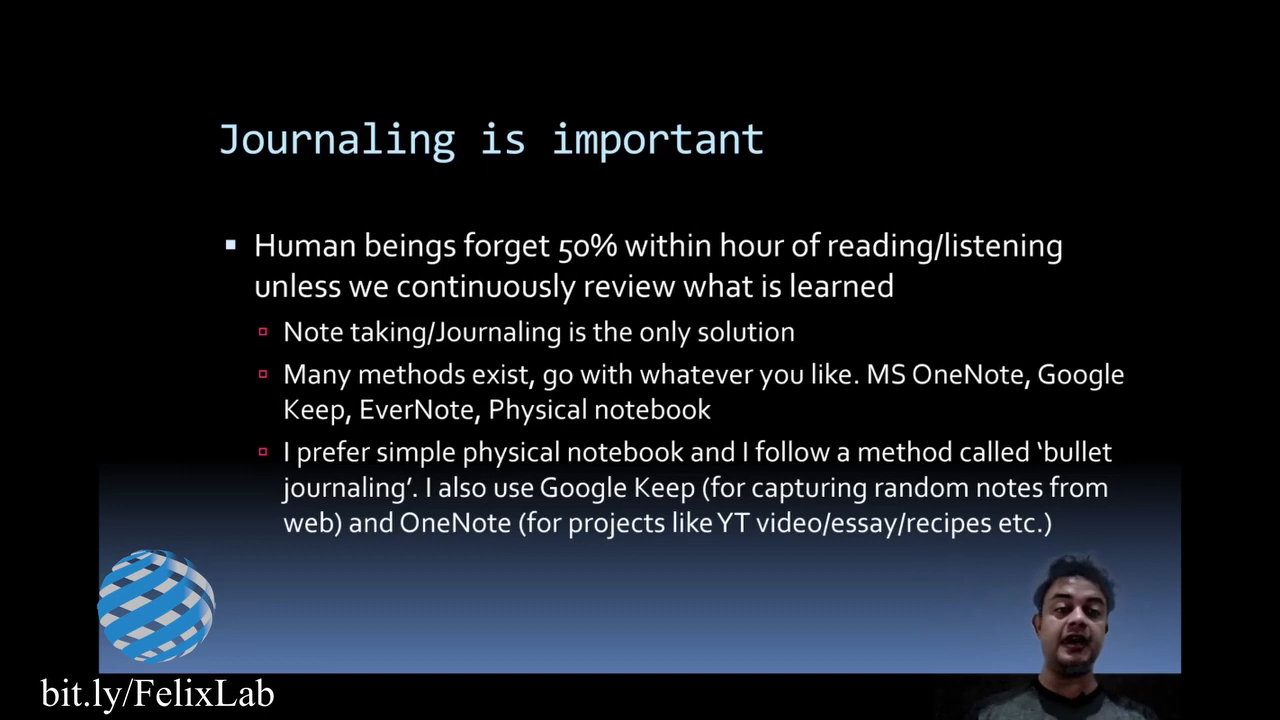 Journaling is important
Human beings forget 50% within hour of reading/listening
unless we continuously review what is learned
Note taking/Journaling is the only solution
Many methods exist, go with whatever you like. MS OneNote, Google
Keep, EverNote, Physical notebook
I prefer simple physical notebook and I follow a method called ‘bullet
journaling’. I also use Google Keep (for capturing random notes from
web) and OneNote (for projects like YT video/essay/recipes etc.)
bit.ly/FelixLab